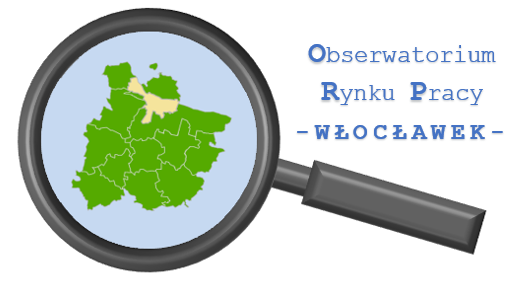 Obserwatorium
Rynku Pracy
-WŁOCŁAWEK-